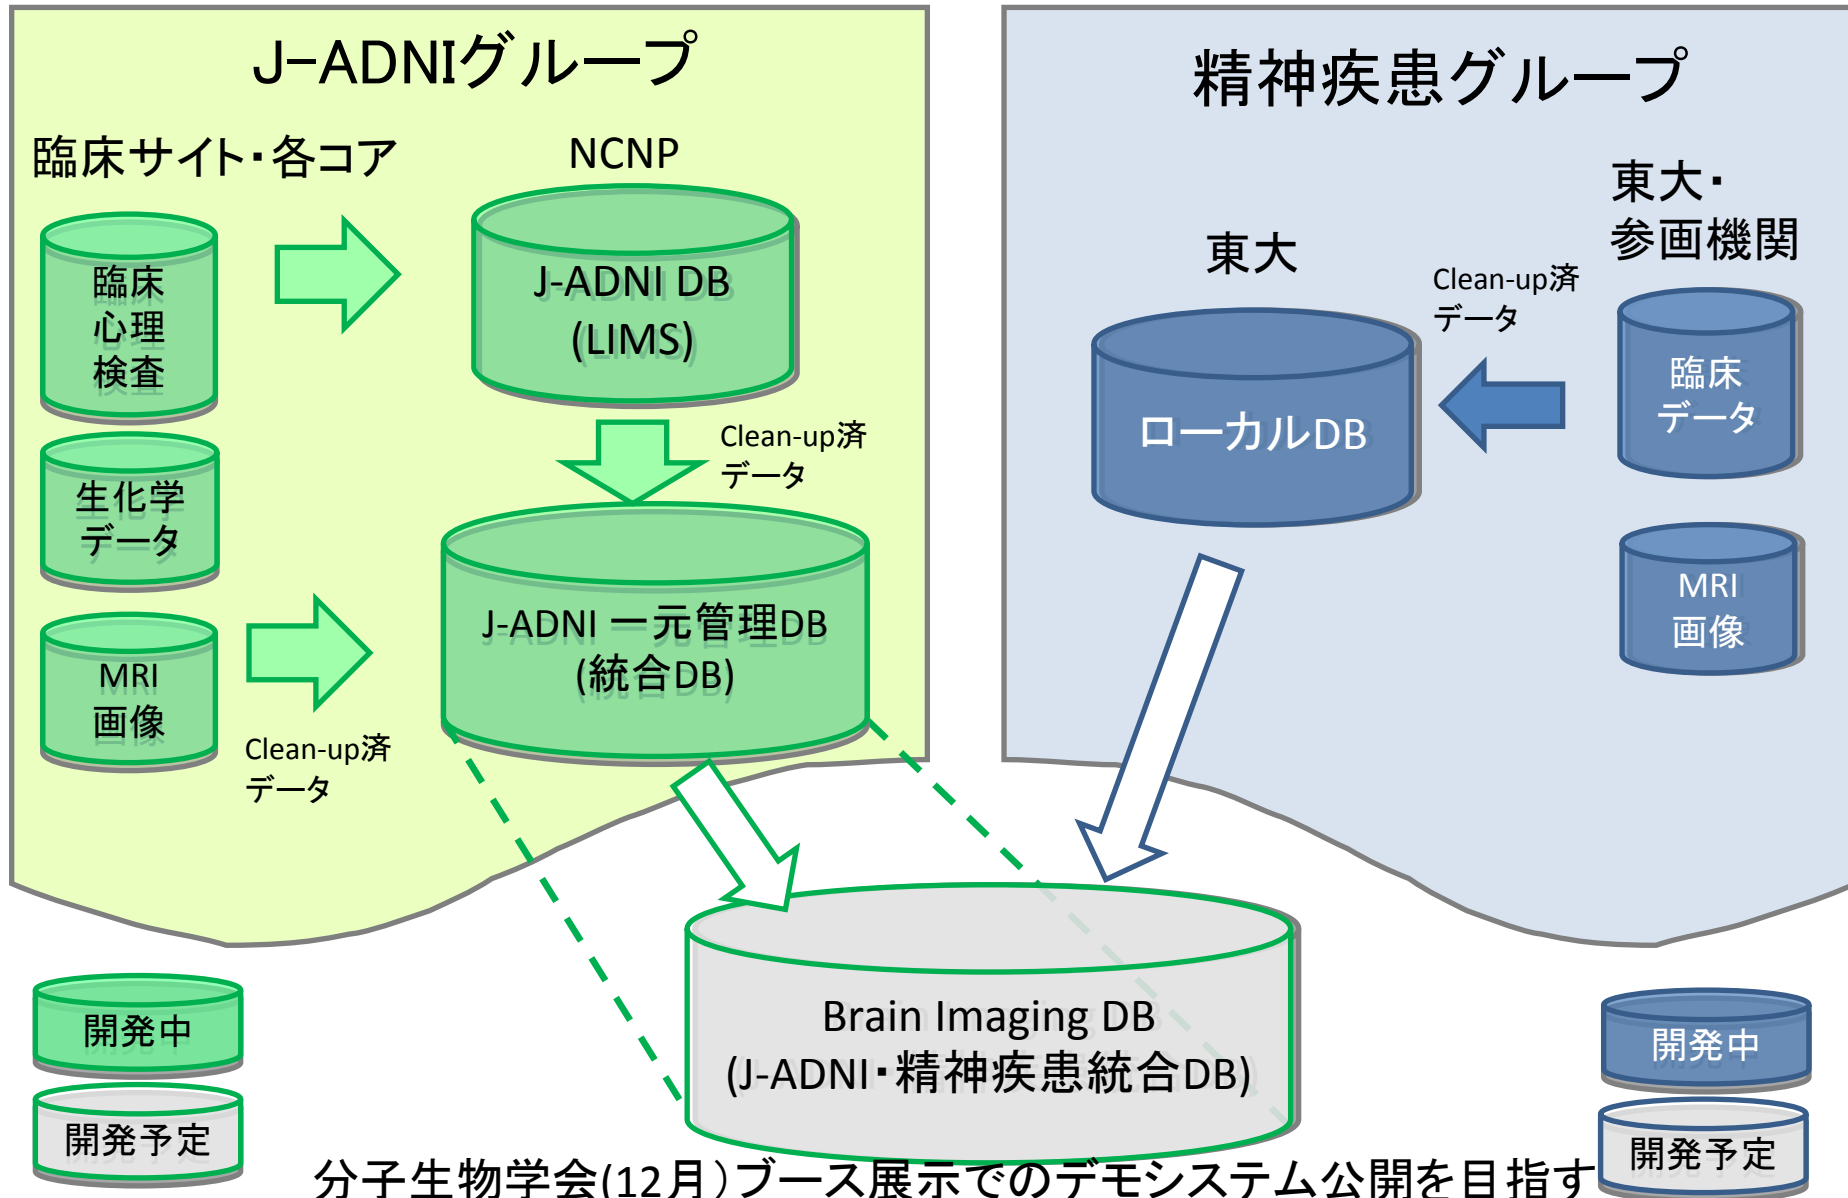 J-ADNIグループ
臨床サイト・各コア
NCNP
臨床
心理
検査
J-ADNI DB
(LIMS)
Clean-up済
データ
生化学
データ
J-ADNI 一元管理DB
(統合DB)
MRI
画像
Clean-up済
データ
精神疾患グループ
東大・
参画機関
東大
Clean-up済
データ
臨床
データ
ローカルDB
MRI
画像
Brain Imaging DB
(J-ADNI・精神疾患統合DB)
開発中
開発予定
開発中
開発予定
分子生物学会(12月)ブース展示でのデモシステム公開を目指す